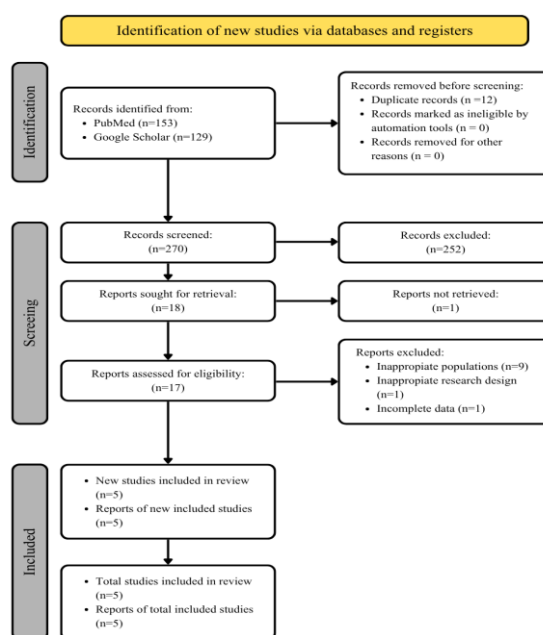 Identification of new studies via databases and registers
Identification
Records identified from:
• PubMed (n=153)
• Google Scholar (n=129)
Records removed before screening:
• Duplicate records (n =12)
• Records marked as ineligible by
automation tools (n = 0)
• Records removed for other
reasons (n = 0)
Screeing
Records screened:
(n=270)
Records excluded:
(n=252)
Reports sought for retrieval:
(n=18)
Reports not retrieved:
(n=1)
Reports assessed for eligibility:
(n=17)
Reports excluded:
• Inappropiate populations (n=9)
• Inappropiate research design
(n=1)
• Incomplete data (n=1)
Included
• New studies included in review
(n=5)
• Reports of new included studies
(n=5)
• Total studies included in review
(n=5)
• Reports of total included studies
(n=5)